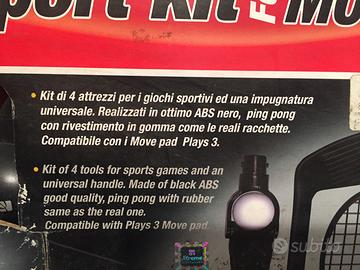 port Kit For Mo
• Kit di 4 attrezzi per i giochi sportivi ed una impugnatura
universale. Realizzati in ottimo ABS nero, ping pong
con rivestimento in gomma come le reali racchette.
Compatibile con i Move pad Plays 3.
• Kit of 4 tools for sports games and an
universal handle. Made of black ABS
good quality, ping pong with rubber
same as the real one.
Compatible with Plays 3 Move pad.
Xtreme
subito